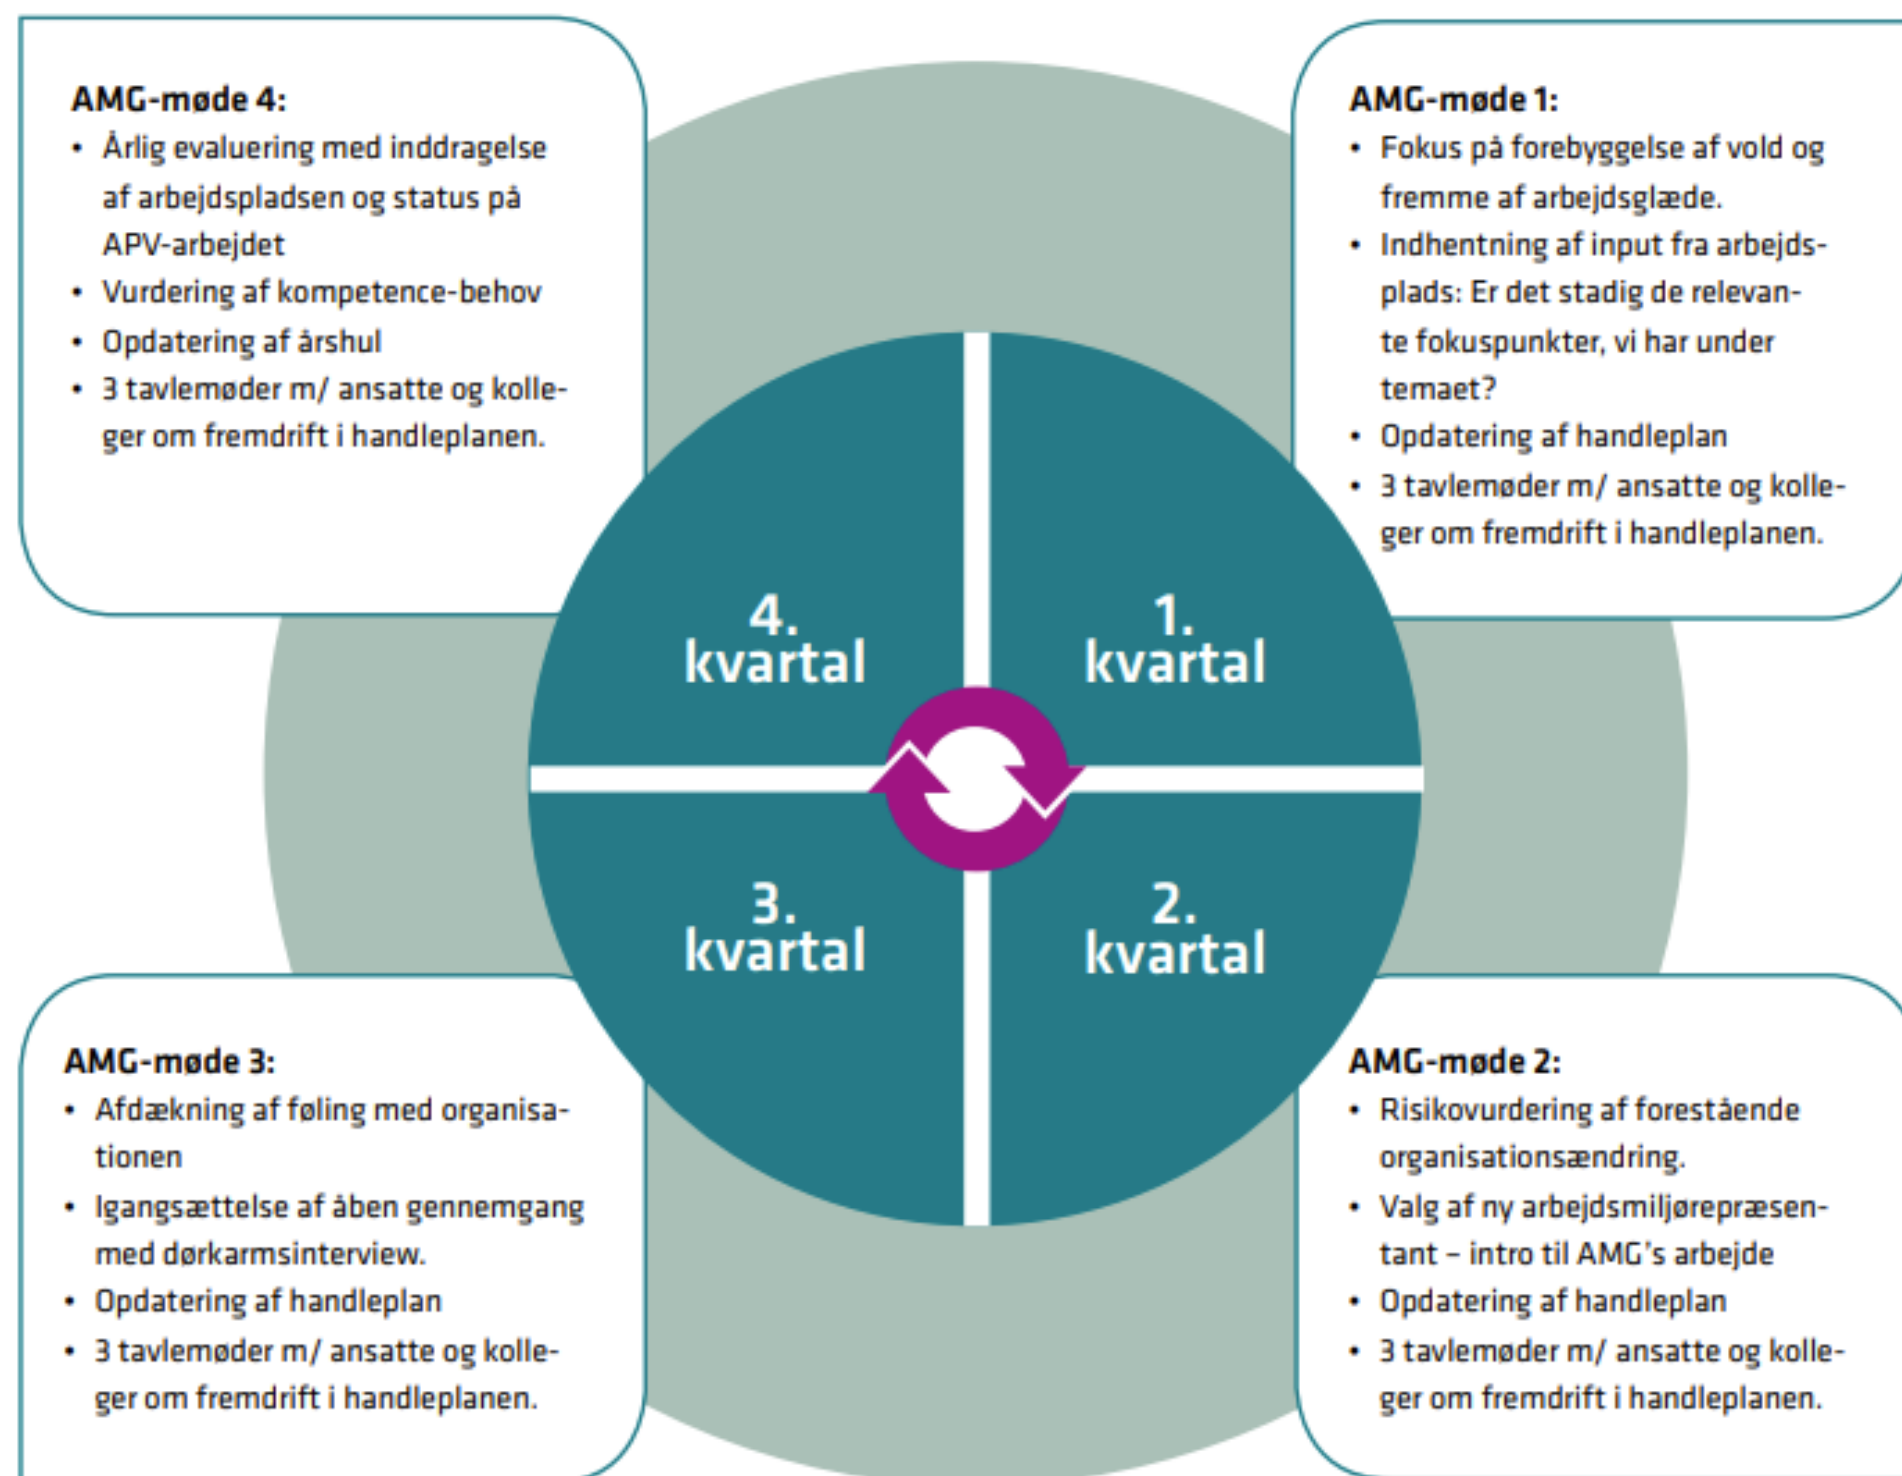 AMG-møde 4:
• Årlig evaluering med inddragelse
af arbejdspladsen og status på
APV-arbejdet
• Vurdering af kompetence-behov
• Opdatering af årshul
• 3 tavlemøder m/ ansatte og kolle-
ger om fremdrift i handleplanen.
AMG-møde 1:
• Fokus på forebyggelse af vold og
fremme af arbejdsglæde.
• Indhentning af input fra arbejds-
plads: Er det stadig de relevan-
te fokuspunkter, vi har under
temaet?
• Opdatering af handleplan
• 3 tavlemøder m/ ansatte og kolle-
ger om fremdrift i handleplanen.
4.
kvartal
1.
kvartal
3.
kvartal
2.
kvartal
AMG-møde 3:
• Afdækning af føling med organisa-
tionen
• Igangsættelse af åben gennemgang
med dørkarmsinterview.
• Opdatering af handleplan
• 3 tavlemøder m/ ansatte og kolle-
ger om fremdrift i handleplanen.
AMG-møde 2:
• Risikovurdering af forestående
organisationsændring.
• Valg af ny arbejdsmiljørepræsen-
tant – intro til AMG’s arbejde
• Opdatering af handleplan
• 3 tavlemøder m/ ansatte og kolle-
ger om fremdrift i handleplanen.